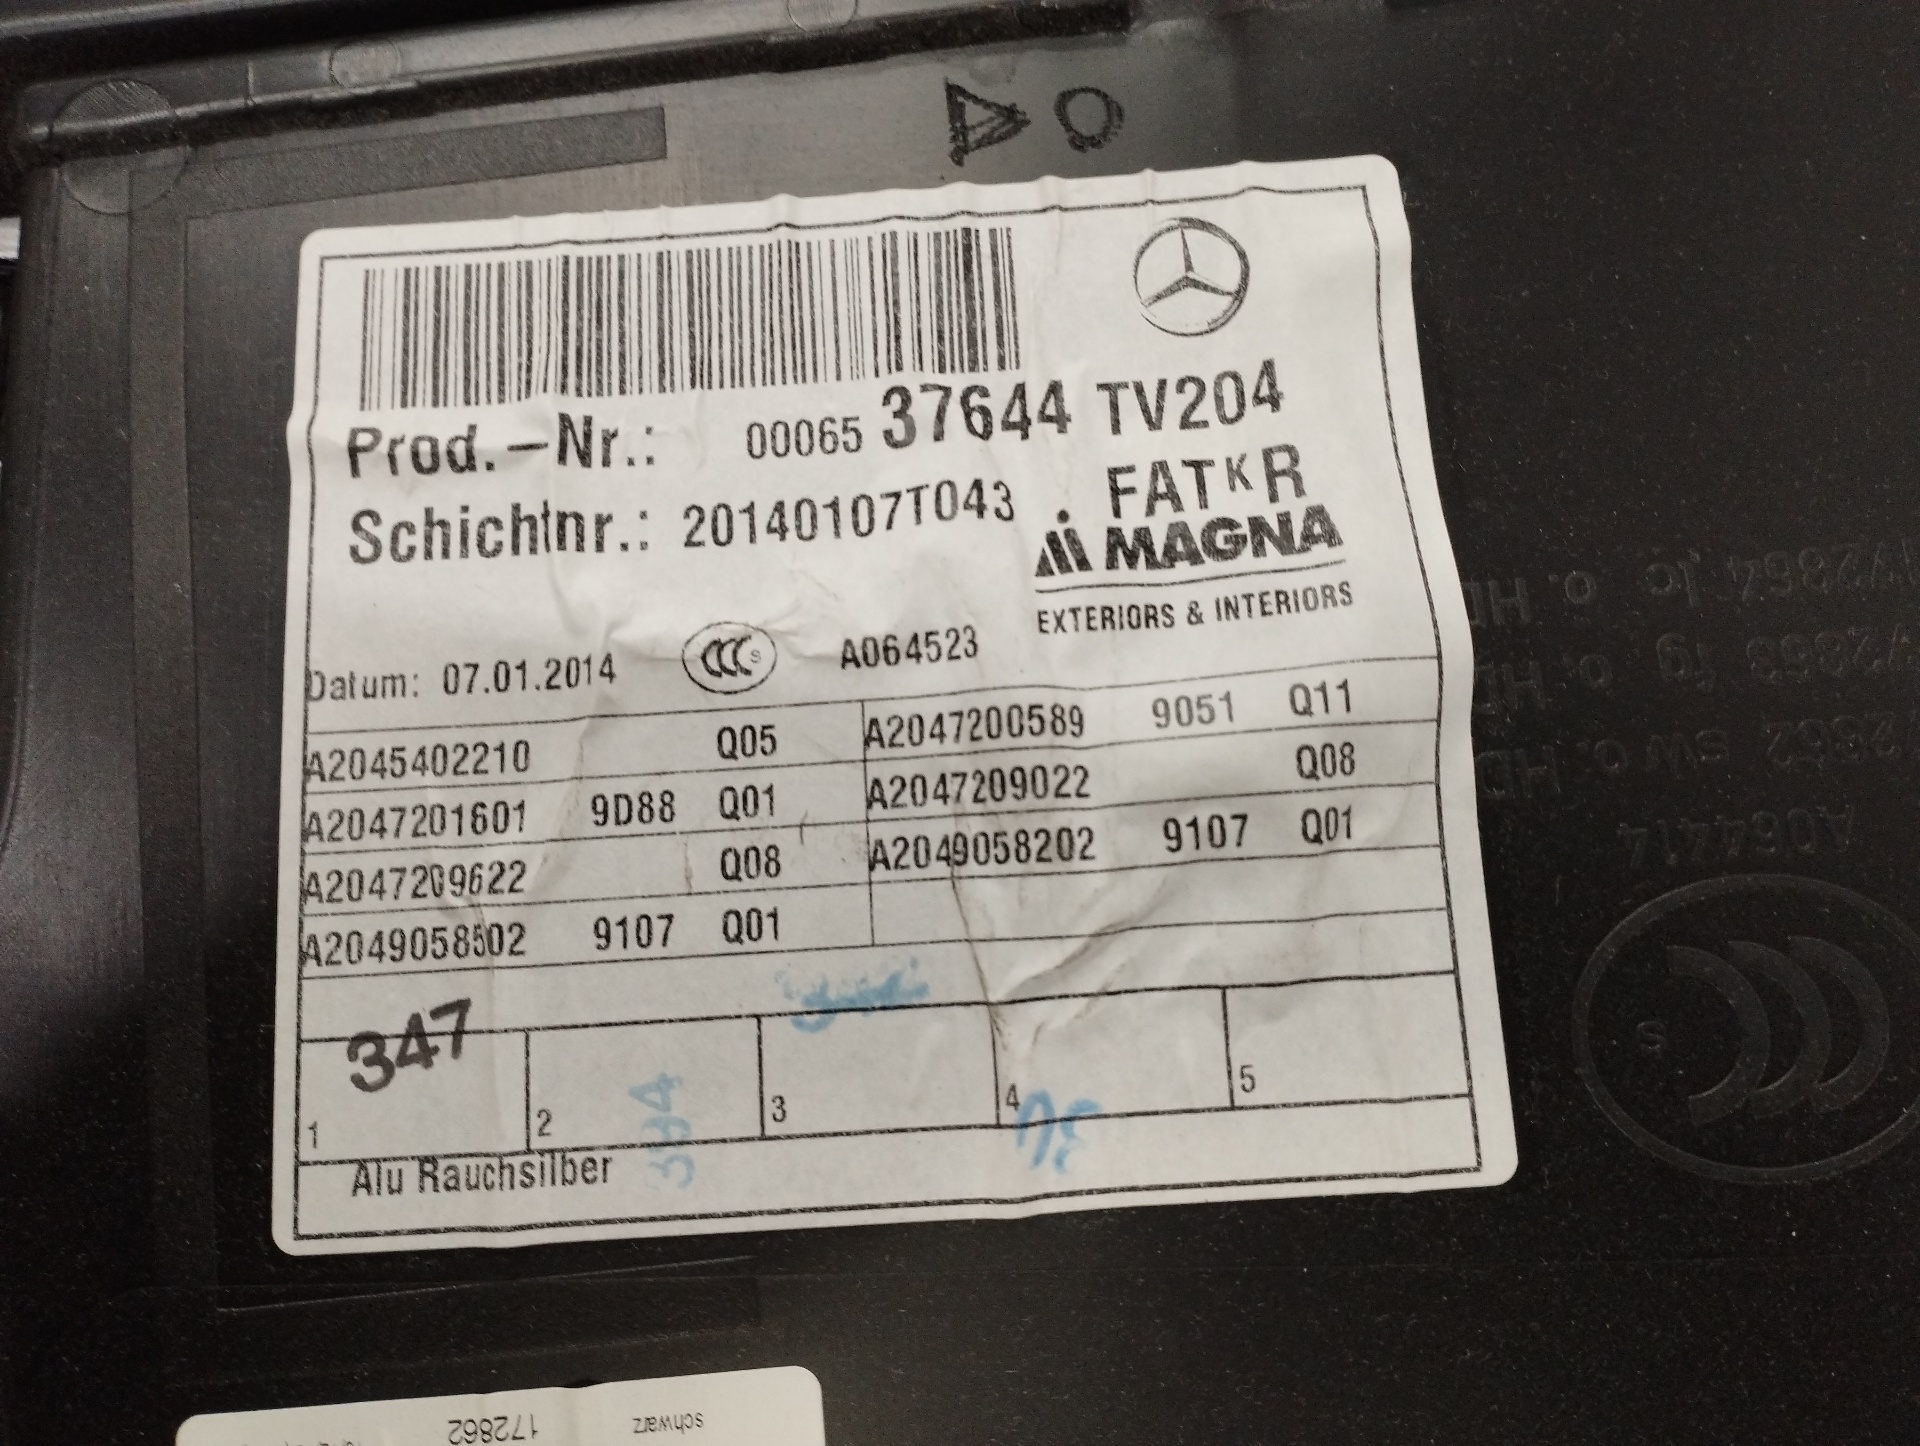 Prod.-Nr.: 00065 37644 TV204
Schichtnr.: 20140107T043 FATKR
MAGNA
EXTERIORS & INTERIORS
Datum: 07.01.2014 CCC S A064523
A2045402210 Q05 A2047200589 9051 Q11
A2047201601 9D88 Q01 A2047209022 Q08
A2047209622 Q08 A2049058202 9107 Q01
A2049058502 9107 Q01
347
1 2 3 4 5
Alu Rauchsilber
A064414
S
172862 schwarz